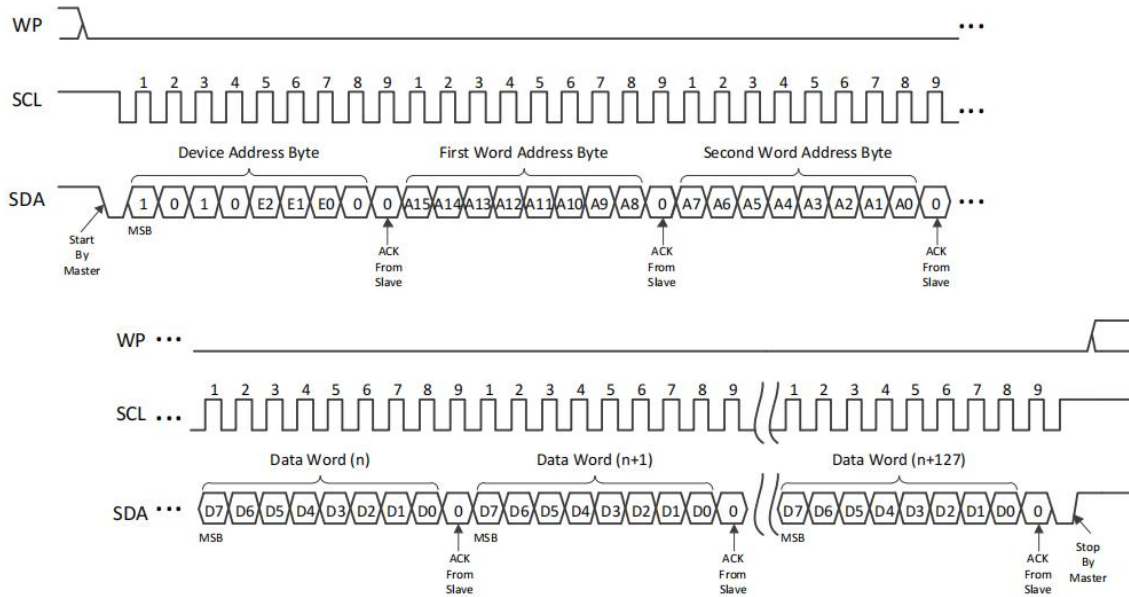 WP •••
1 2 3 4 5 6 7 8 9 1 2 3 4 5 6 7 8 9 1 2 3 4 5 6 7 8 9
SCL •••
Device Address Byte First Word Address Byte Second Word Address Byte
SDA 1 0 1 0 E2 E1 E0 0 0 A15 A14 A13 A12 A11 A10 A9 A8 0 A7 A6 A5 A4 A3 A2 A1 A0 0 •••
MSB
Start By Master
ACK From Slave
ACK From Slave
ACK From Slave
WP •••
1 2 3 4 5 6 7 8 9 1 2 3 4 5 6 7 8 9 1 2 3 4 5 6 7 8 9
SCL •••
Data Word (n) Data Word (n+1) Data Word (n+127)
SDA ••• D7 D6 D5 D4 D3 D2 D1 D0 0 D7 D6 D5 D4 D3 D2 D1 D0 0 D7 D6 D5 D4 D3 D2 D1 D0 0
MSB MSB MSB
ACK From Slave
ACK From Slave
ACK From Slave
Stop By Master